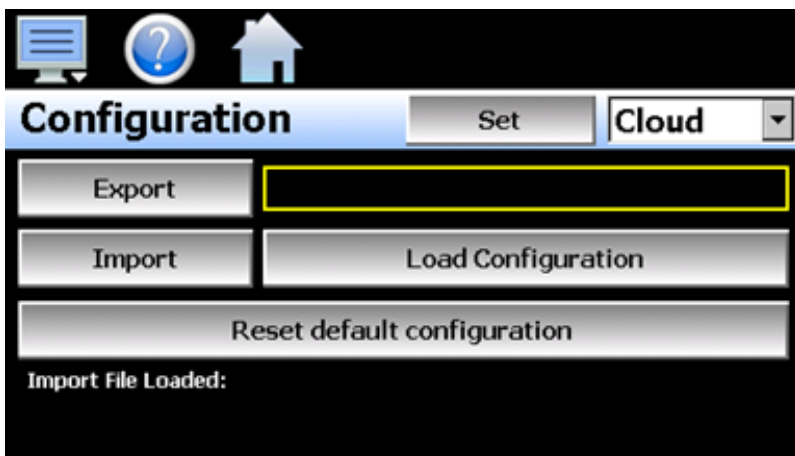 ?
Configuration
Set
Cloud
Export
Import
Load Configuration
Reset default configuration
Import File Loaded: